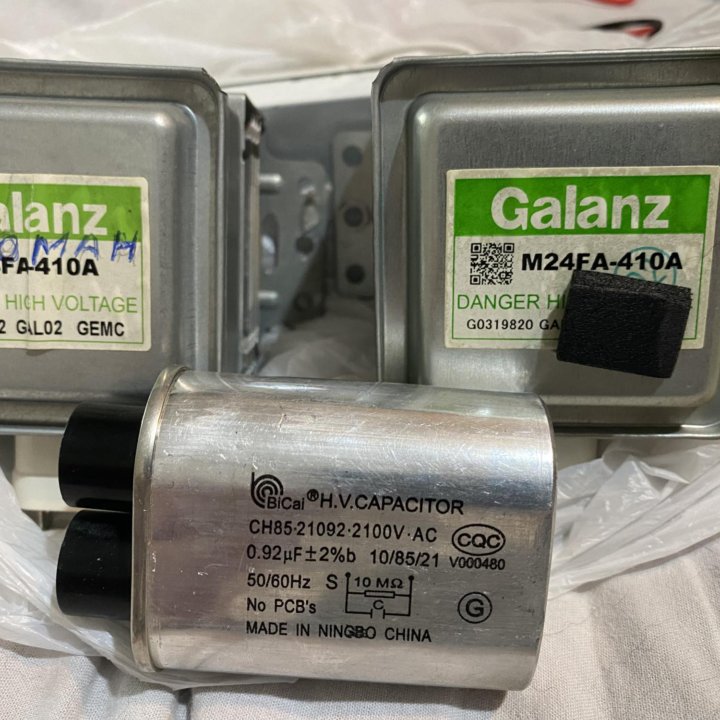 alanz
ОМАН
FA-410A
HIGH VOLTAGE
2 GAL02 GEMC
Galanz
M24FA-410A
DANGER HI
G0319820 GA
BiCai ® H.V.CAPACITOR
CH85·21092·2100V·AC
CQC
0.92µF±2%b 10/85/21 V000480
50/60Hz S 10 MΩ
C
No PCB's
G
MADE IN NINGBO CHINA